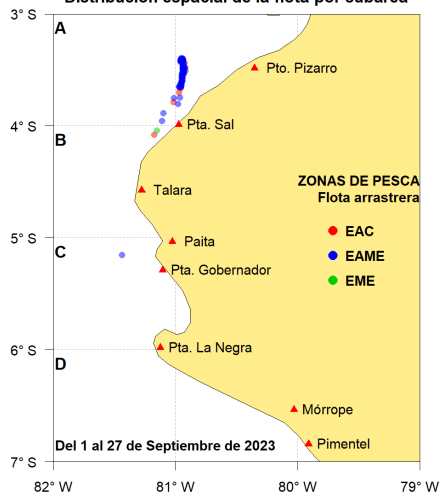 Distribución espacial de la flota por subárea
3° S
A
Pto. Pizarro
4° S
Pta. Sal
B
ZONAS DE PESCA
Talara
Flota arrastrera
EAC
5° S
Paita
C
EAME
Pta. Gobernador
EME
6° S
Pta. La Negra
D
Mórrope
Del 1 al 27 de Septiembre de 2023
Pimentel
7° S
82° W
81° W
80° W
79° W